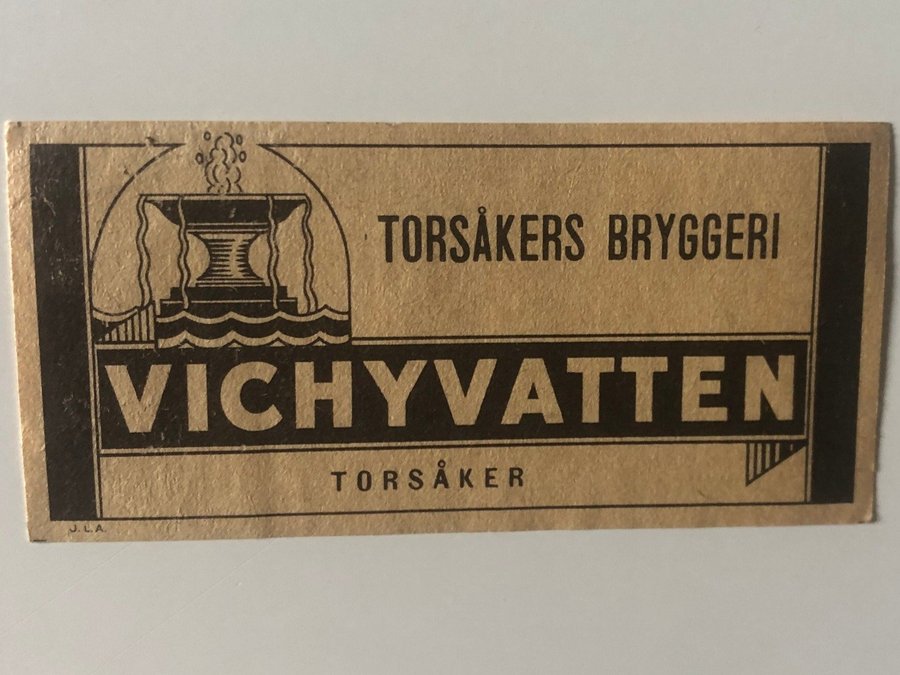 TORSÅKERS BRYGGERI
VICHYVATTEN
TORSÅKER
J.L.A.